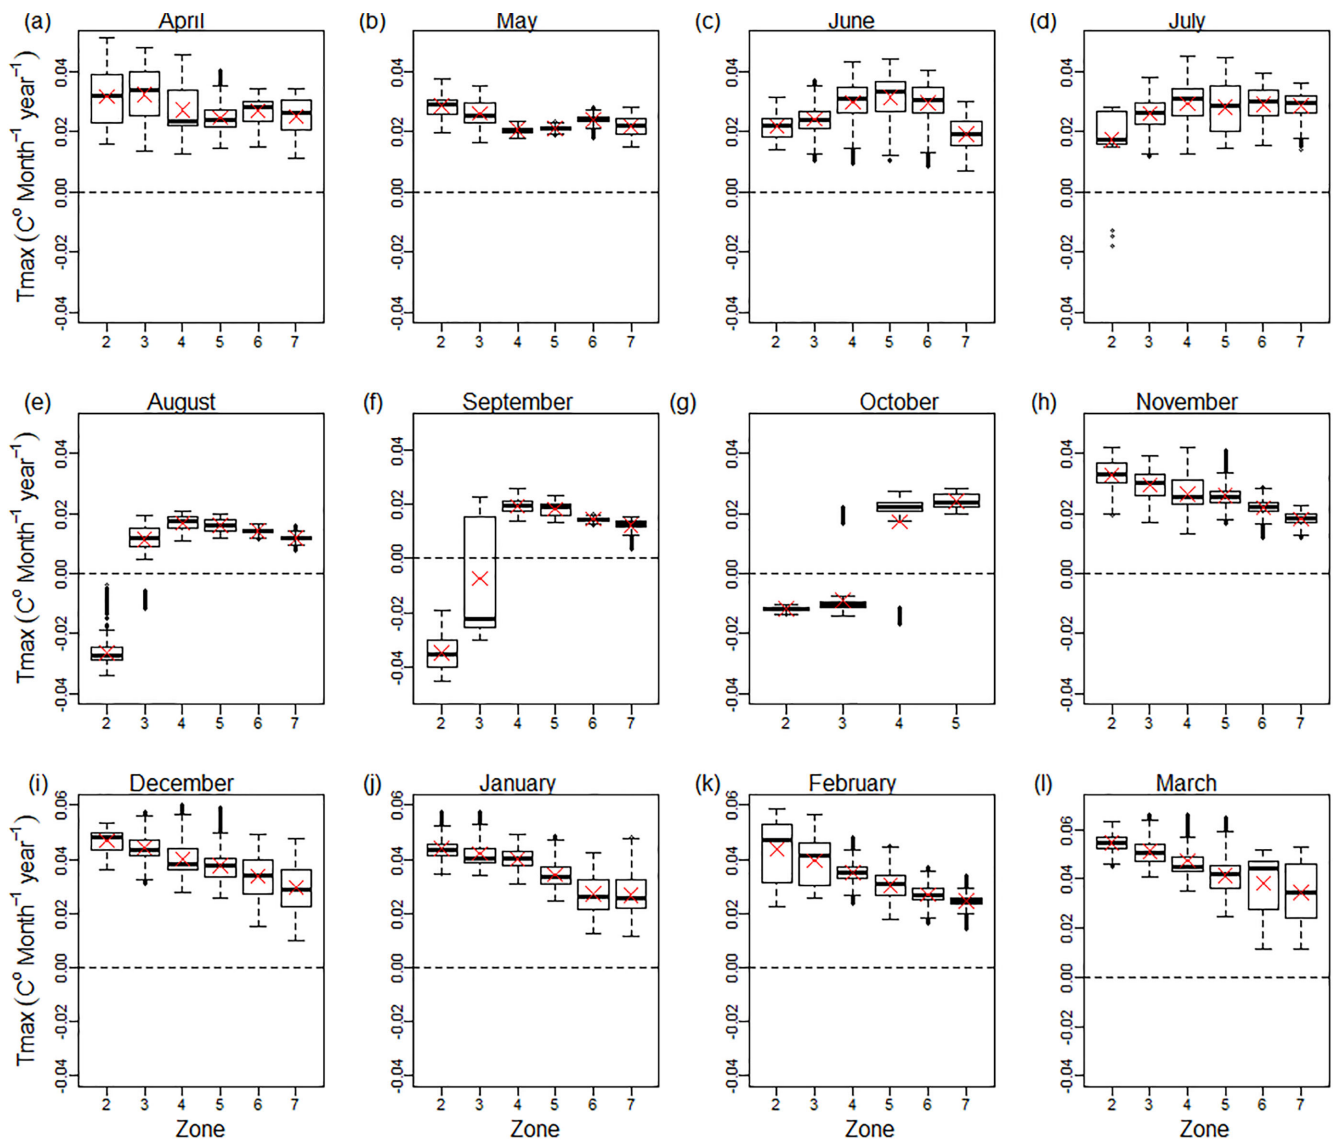 (a) April (b) May (c) June (d) July
Tmax (C° Month⁻¹ year⁻¹)
0.04 0.04 0.04 0.04
0.02 0.02 0.02 0.02
0.00 0.00 0.00 0.00
-0.02 -0.02 -0.02 -0.02
-0.04 -0.04 -0.04 -0.04
2 3 4 5 6 7 2 3 4 5 6 7 2 3 4 5 6 7 2 3 4 5 6 7
(e) August (f) September (g) October (h) November
Tmax (C° Month⁻¹ year⁻¹)
0.04 0.04 0.04 0.04
0.02 0.02 0.02 0.02
0.00 0.00 0.00 0.00
-0.02 -0.02 -0.02 -0.02
-0.04 -0.04 -0.04 -0.04
2 3 4 5 6 7 2 3 4 5 6 7 2 3 4 5 2 3 4 5 6 7
(i) December (j) January (k) February (l) March
Tmax (C° Month⁻¹ year⁻¹)
0.06 0.06 0.06 0.06
0.04 0.04 0.04 0.04
0.02 0.02 0.02 0.02
0.00 0.00 0.00 0.00
-0.02 -0.02 -0.02 -0.02
-0.04 -0.04 -0.04 -0.04
2 3 4 5 6 7 2 3 4 5 6 7 2 3 4 5 6 7 2 3 4 5 6 7
Zone Zone Zone Zone